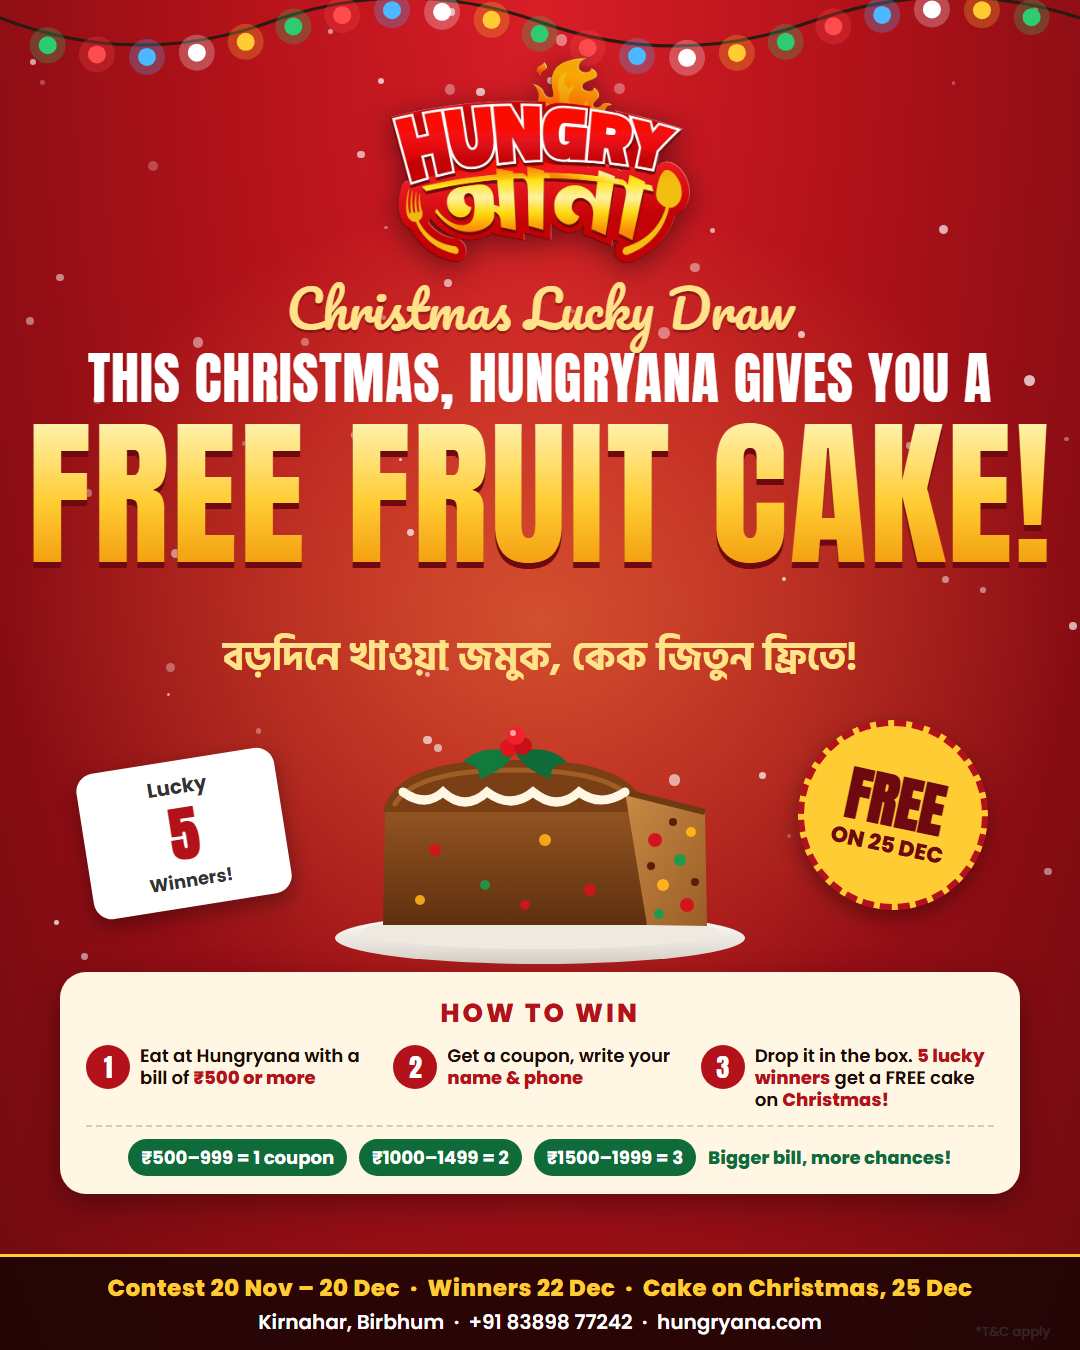 HUNGRY
আনা
Christmas Lucky Draw
THIS CHRISTMAS, HUNGRYANA GIVES YOU A
FREE FRUIT CAKE!
বড়দিনে খাওয়া জমুক, কেক জিতুন ফ্রিতে!
Lucky
5
Winners!
FREE
ON 25 DEC
HOW TO WIN
1
Eat at Hungryana with a
bill of ₹500 or more
2
Get a coupon, write your
name & phone
3
Drop it in the box. 5 lucky
winners get a FREE cake
on Christmas!
₹500–999 = 1 coupon
₹1000–1499 = 2
₹1500–1999 = 3
Bigger bill, more chances!
Contest 20 Nov – 20 Dec · Winners 22 Dec · Cake on Christmas, 25 Dec
Kirnahar, Birbhum · +91 83898 77242 · hungryana.com
*T&C apply